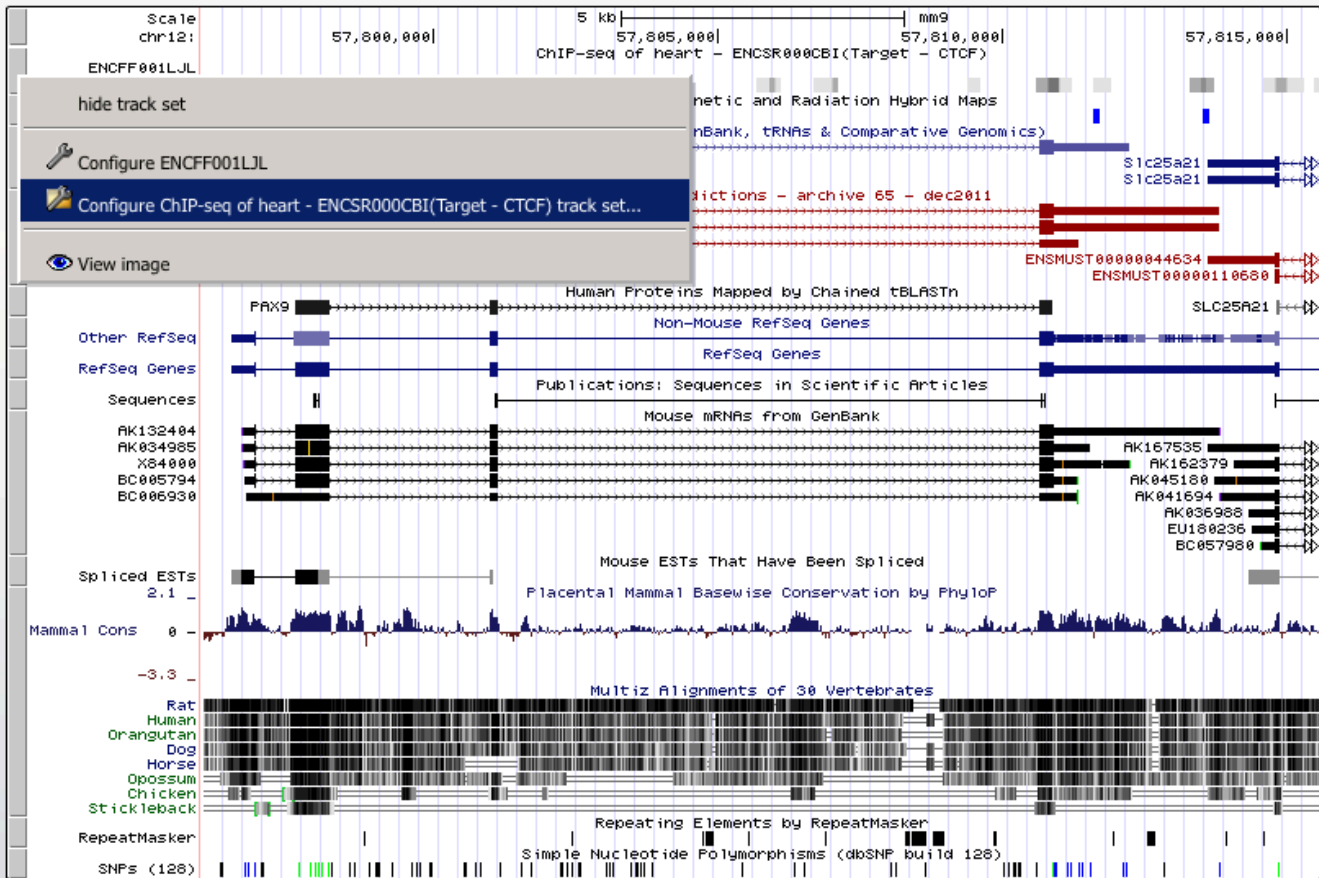 Scale 5 kb mm9
chr12: 57,800,000 57,805,000 57,810,000 57,815,000
ChIP-seq of heart - ENCSR000CBI(Target - CTCF)
ENCFF001LJL
hide track set
netic and Radiation Hybrid Maps
nBank, tRNAs & Comparative Genomics)
Configure ENCFF001LJL
Slc25a21
Slc25a21
dictions - archive 65 - dec2011
Configure ChIP-seq of heart - ENCSR000CBI(Target - CTCF) track set...
ENSMUST00000044634
View image
ENSMUST00000110680
Human Proteins Mapped by Chained tBLASTn
PAX9 SLC25A21
Non-Mouse RefSeq Genes
Other RefSeq
RefSeq Genes
RefSeq Genes
Publications: Sequences in Scientific Articles
Sequences
Mouse mRNAs from GenBank
AK132404
AK034985 AK167535
X84000 AK162379
BC005794 AK045180
BC006930 AK041694
AK036988
EU180236
BC057980
Mouse ESTs That Have Been Spliced
Spliced ESTs
2.1 _
Placental Mammal Basewise Conservation by PhyloP
Mammal Cons 0 -
-3.3 _
Multiz Alignments of 30 Vertebrates
Rat
Human
Orangutan
Dog
Horse
Opossum
Chicken
Stickleback
Repeating Elements by RepeatMasker
RepeatMasker
Simple Nucleotide Polymorphisms (dbSNP build 128)
SNPs (128)